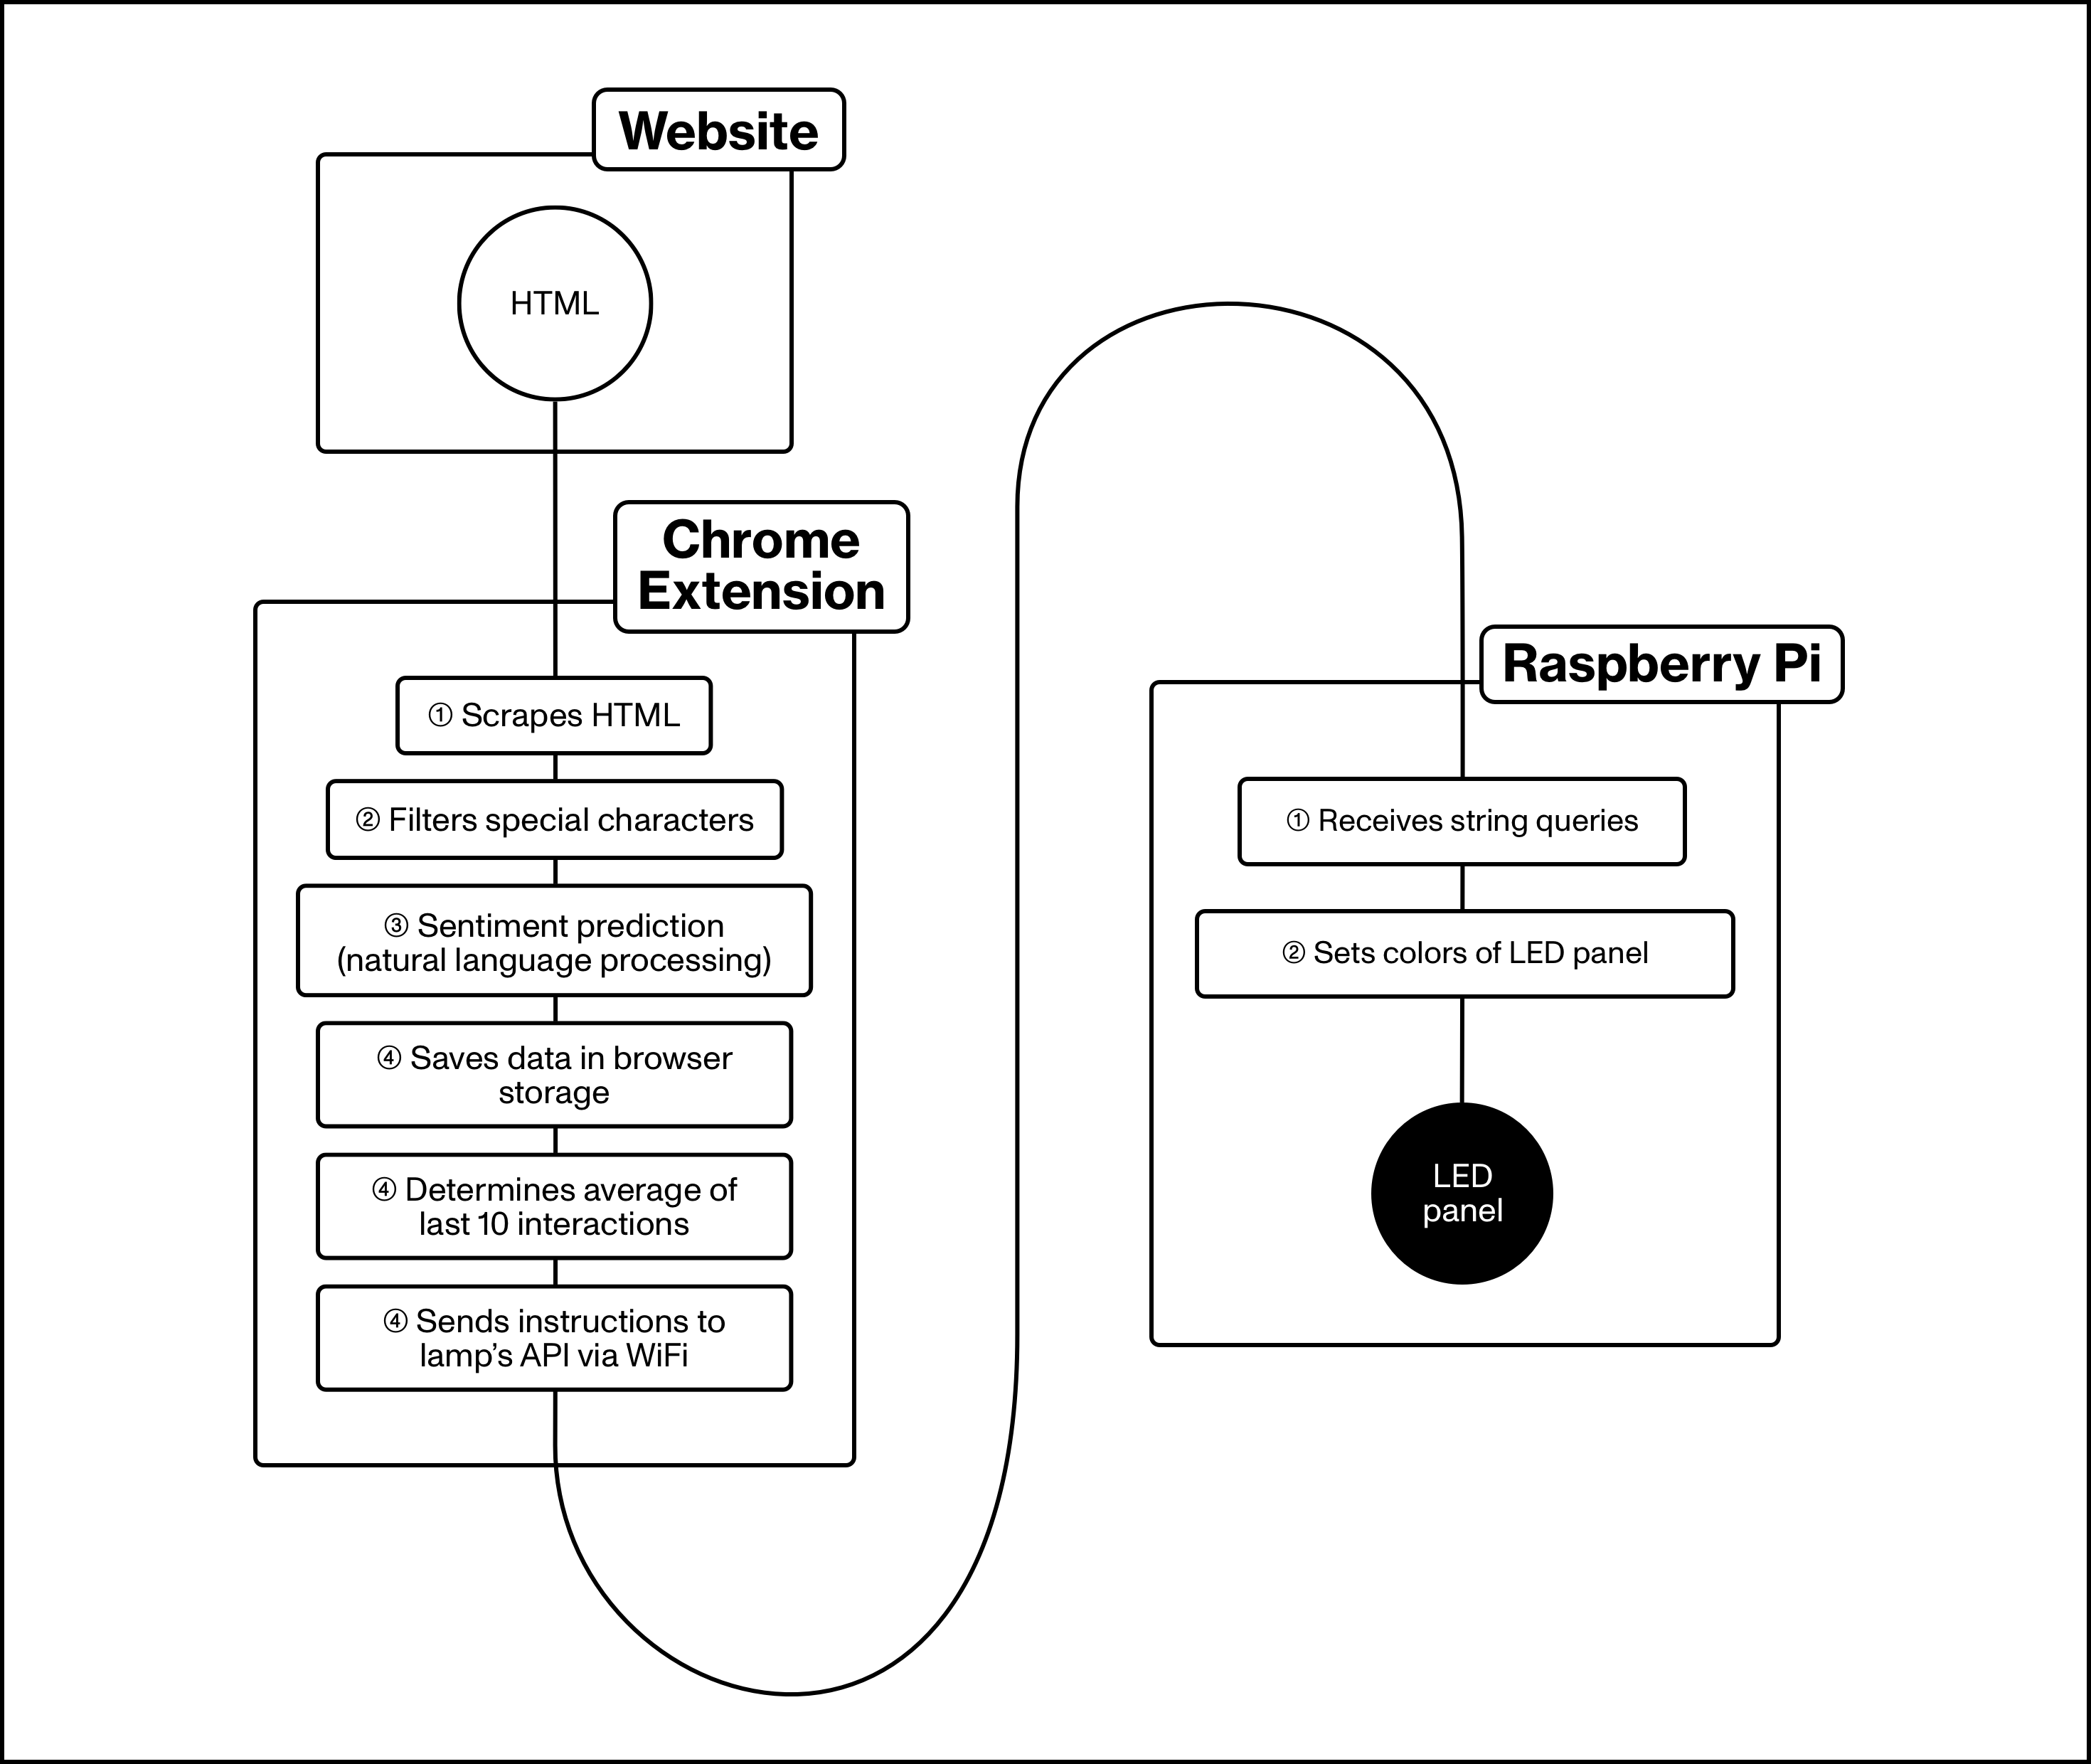 Website
HTML
Chrome
Extension
① Scrapes HTML
② Filters special characters
③ Sentiment prediction
(natural language processing)
④ Saves data in browser
storage
④ Determines average of
last 10 interactions
④ Sends instructions to
lamp’s API via WiFi
Raspberry Pi
① Receives string queries
② Sets colors of LED panel
LED
panel